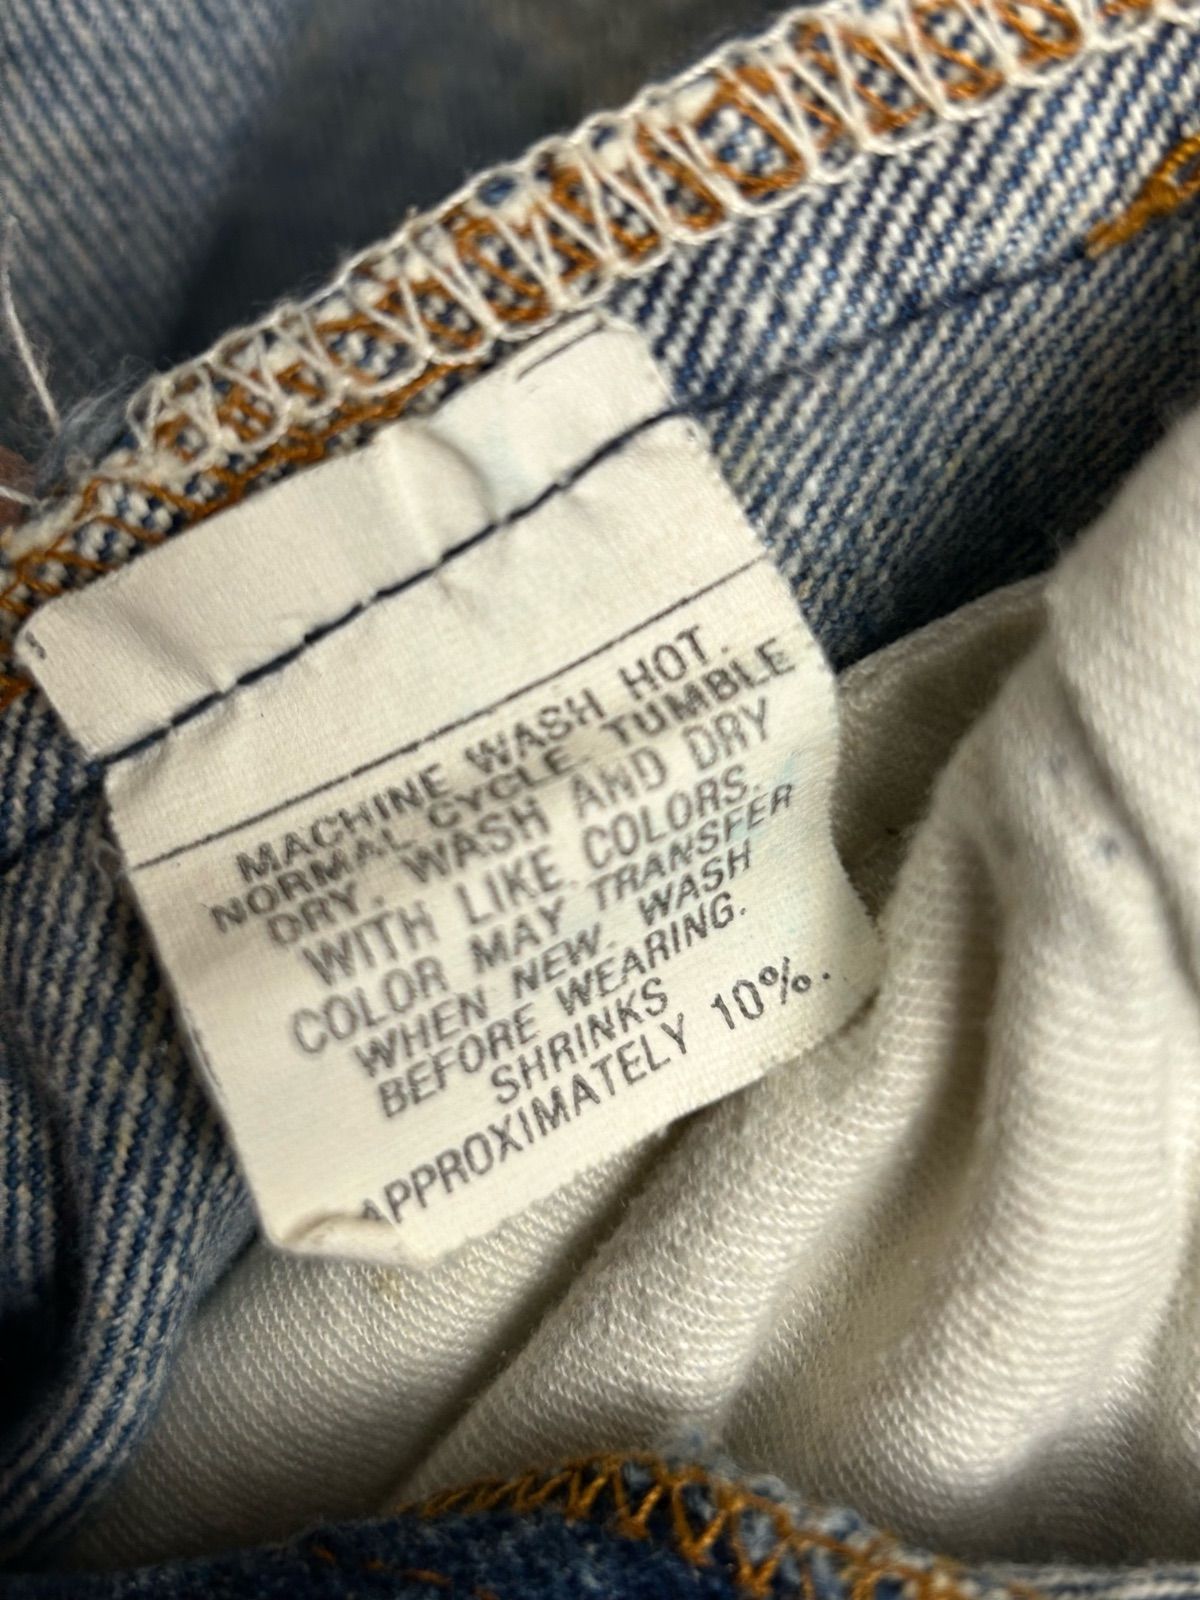 MACHINE WASH HOT.
NORMAL CYCLE. TUMBLE
DRY. WASH AND DRY
WITH LIKE COLORS.
COLOR MAY TRANSFER
WHEN NEW. WASH
BEFORE WEARING.
SHRINKS
APPROXIMATELY 10%.